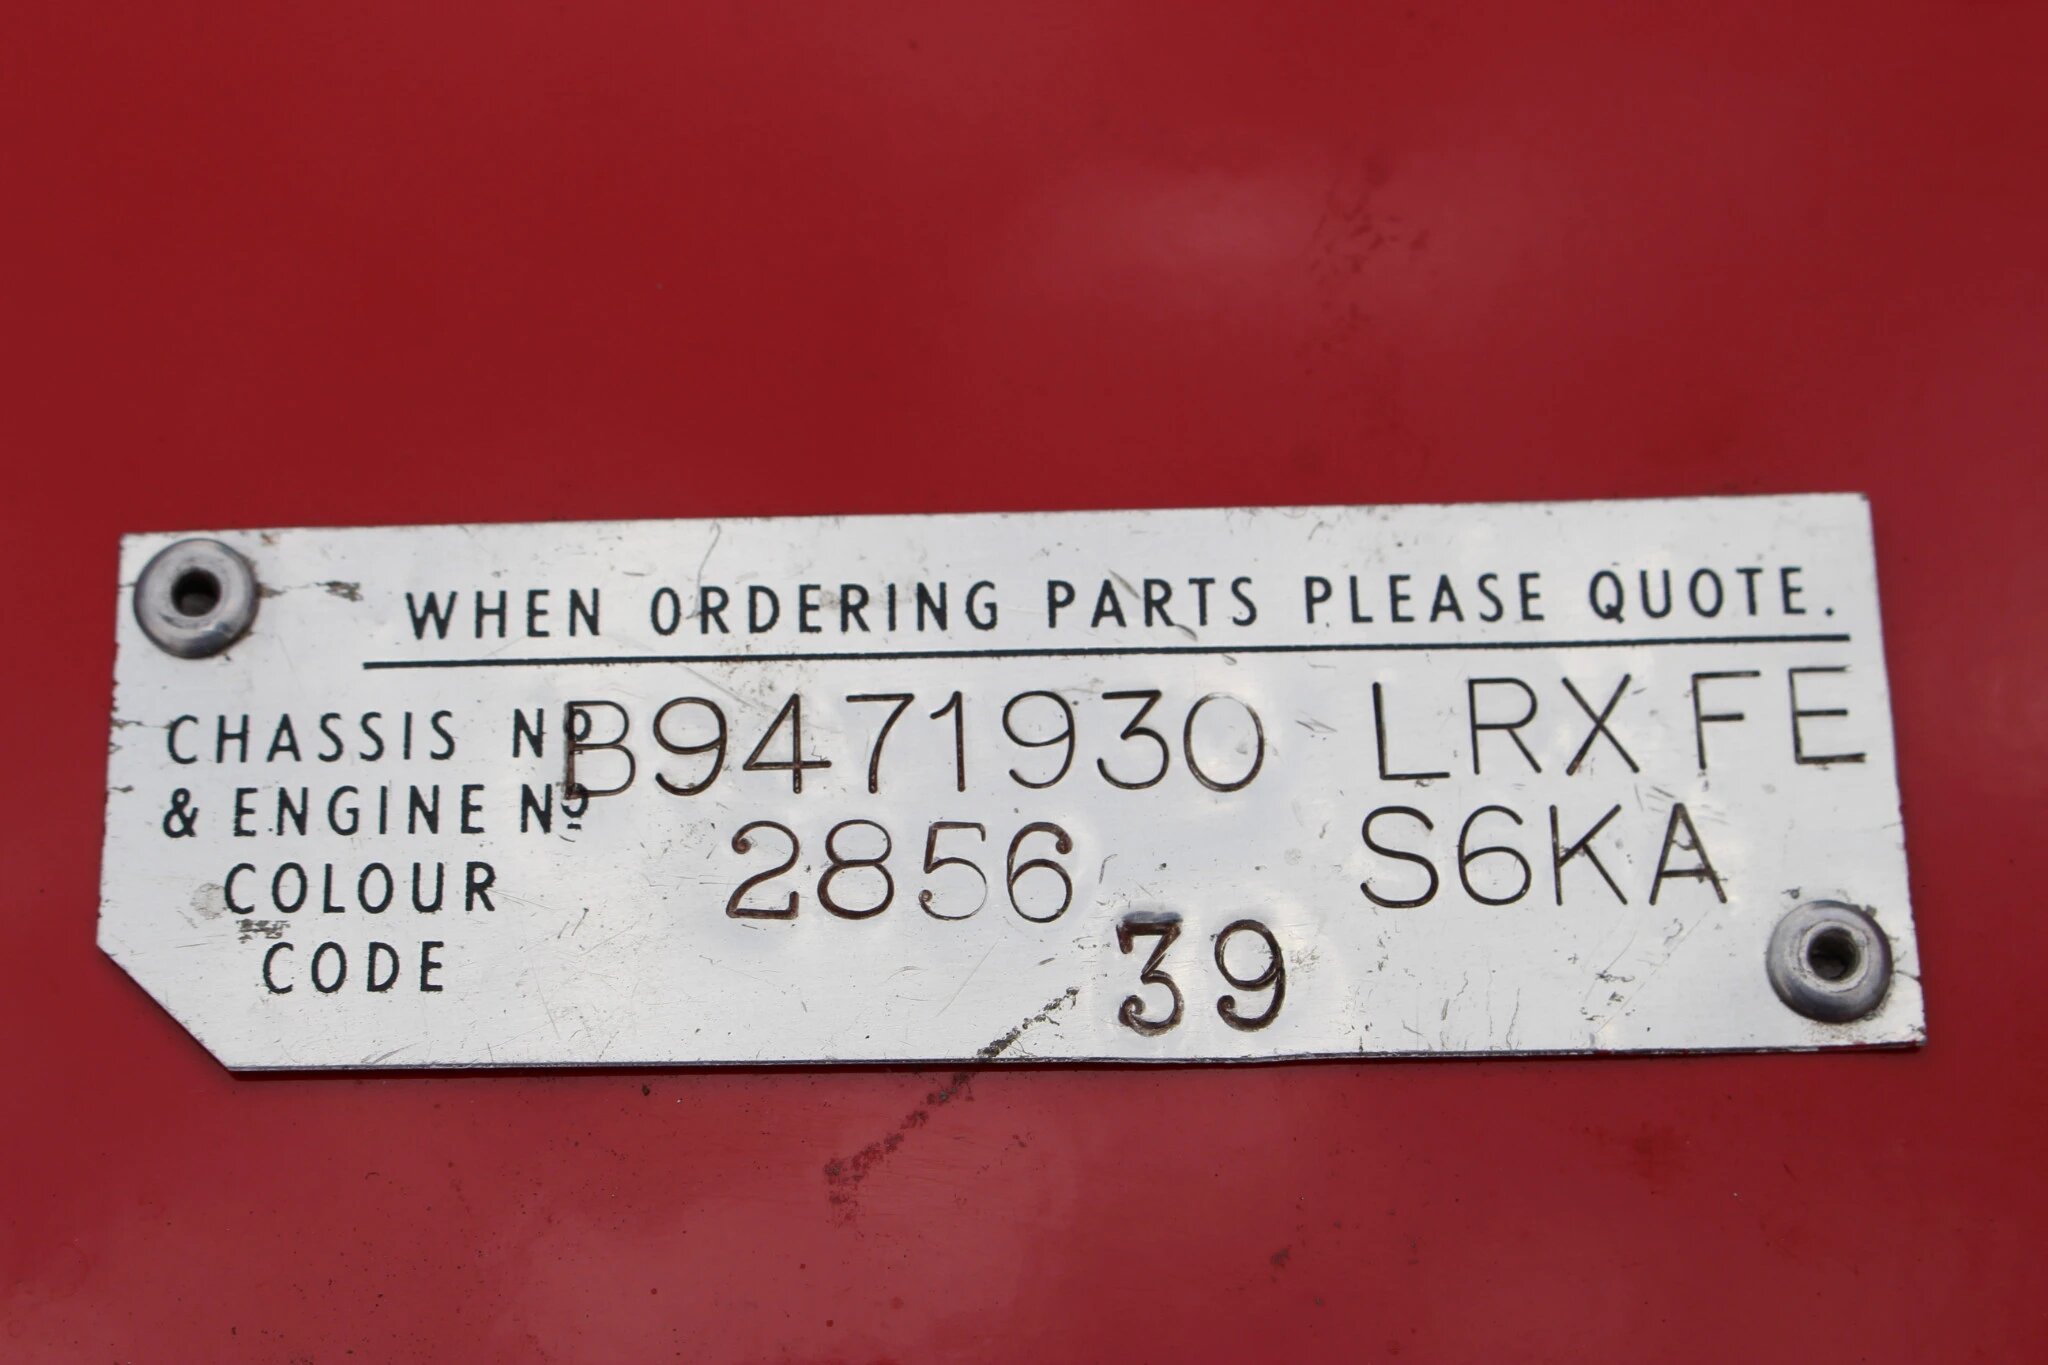 WHEN ORDERING PARTS PLEASE QUOTE.
CHASSIS Nº B9471930 LRX FE
& ENGINE Nº 2856 S6KA
COLOUR
CODE 39